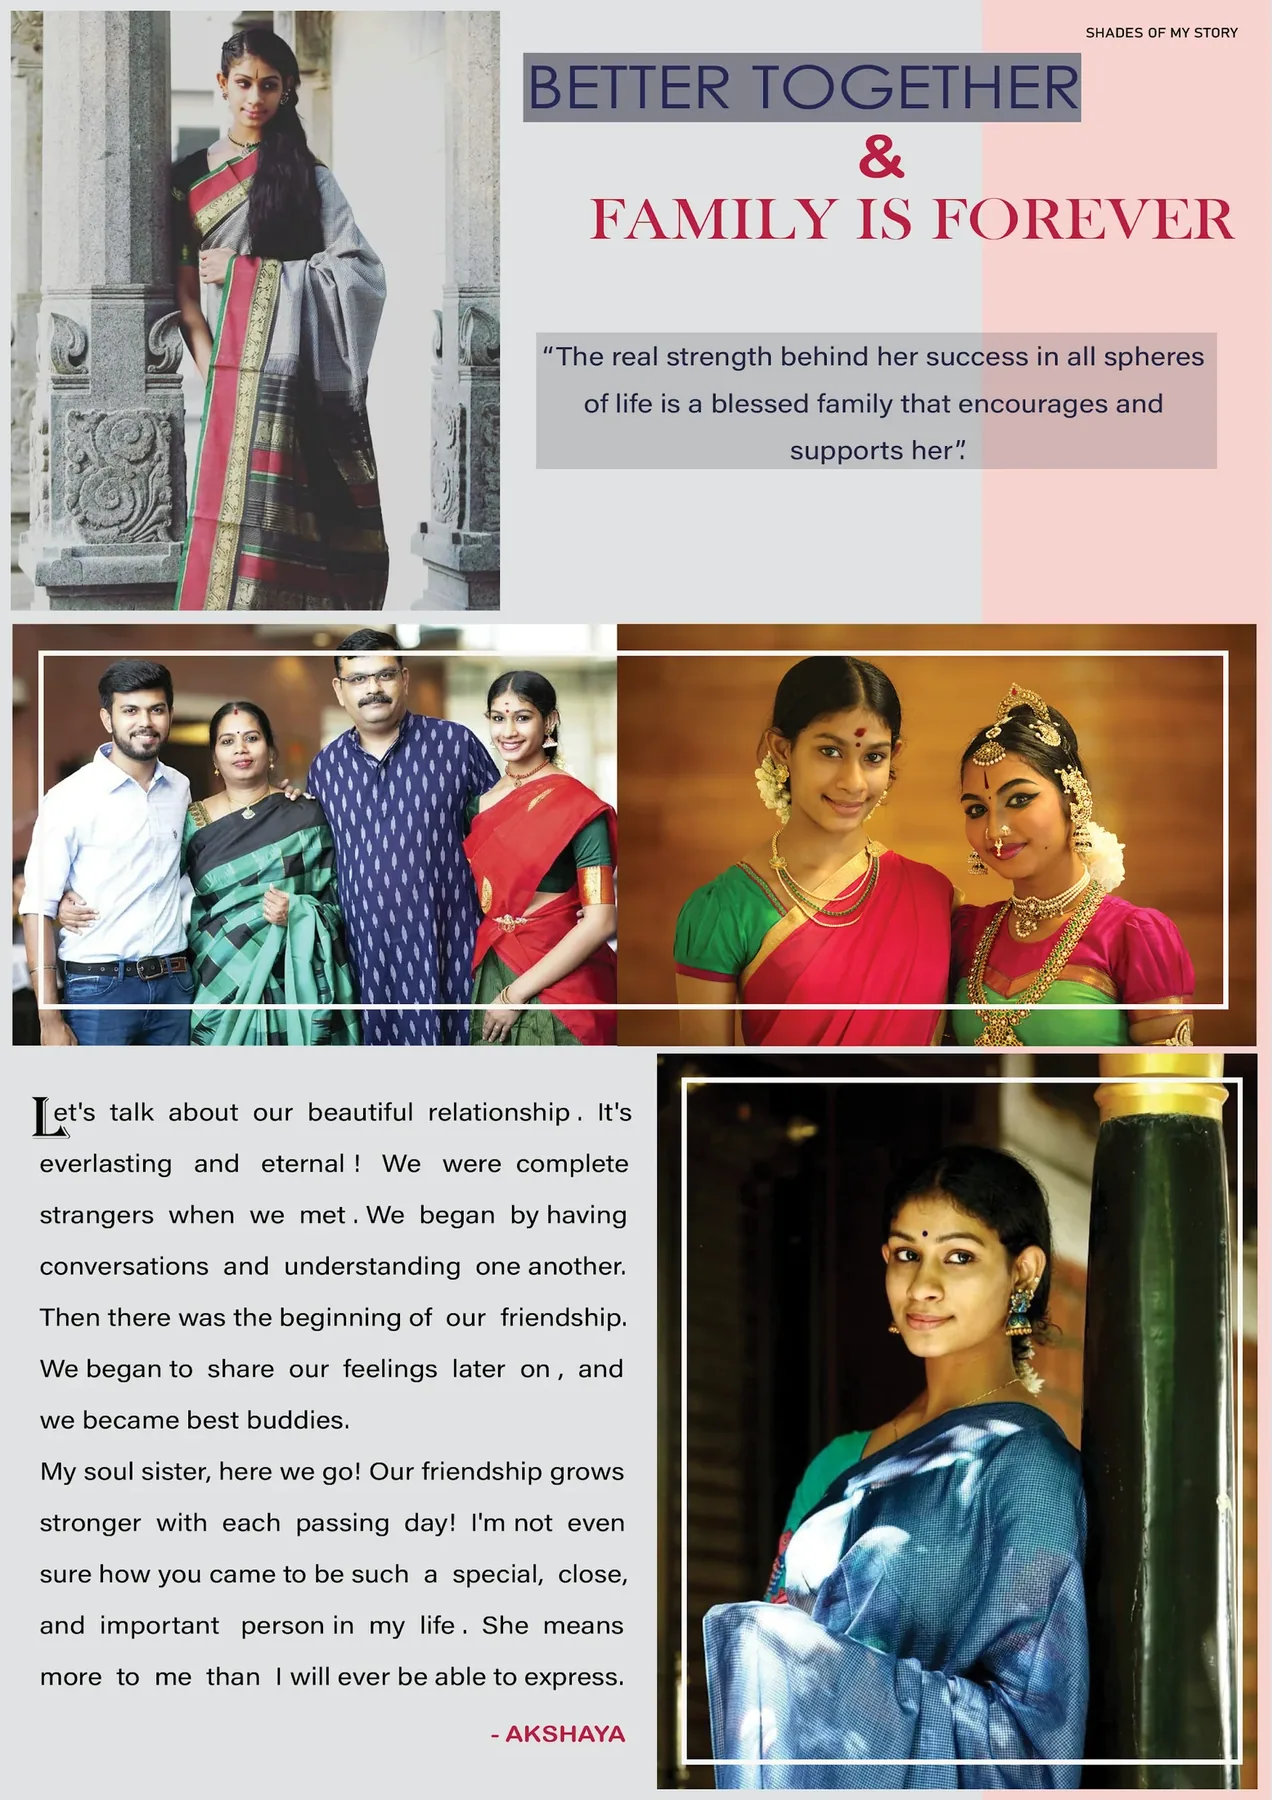 SHADES OF MY STORY
BETTER TOGETHER
&
FAMILY IS FOREVER
“The real strength behind her success in all spheres
of life is a blessed family that encourages and
supports her”.
Let's talk about our beautiful relationship . It's
everlasting and eternal ! We were complete
strangers when we met . We began by having
conversations and understanding one another.
Then there was the beginning of our friendship.
We began to share our feelings later on , and
we became best buddies.
My soul sister, here we go! Our friendship grows
stronger with each passing day! I'm not even
sure how you came to be such a special, close,
and important person in my life . She means
more to me than I will ever be able to express.
- AKSHAYA